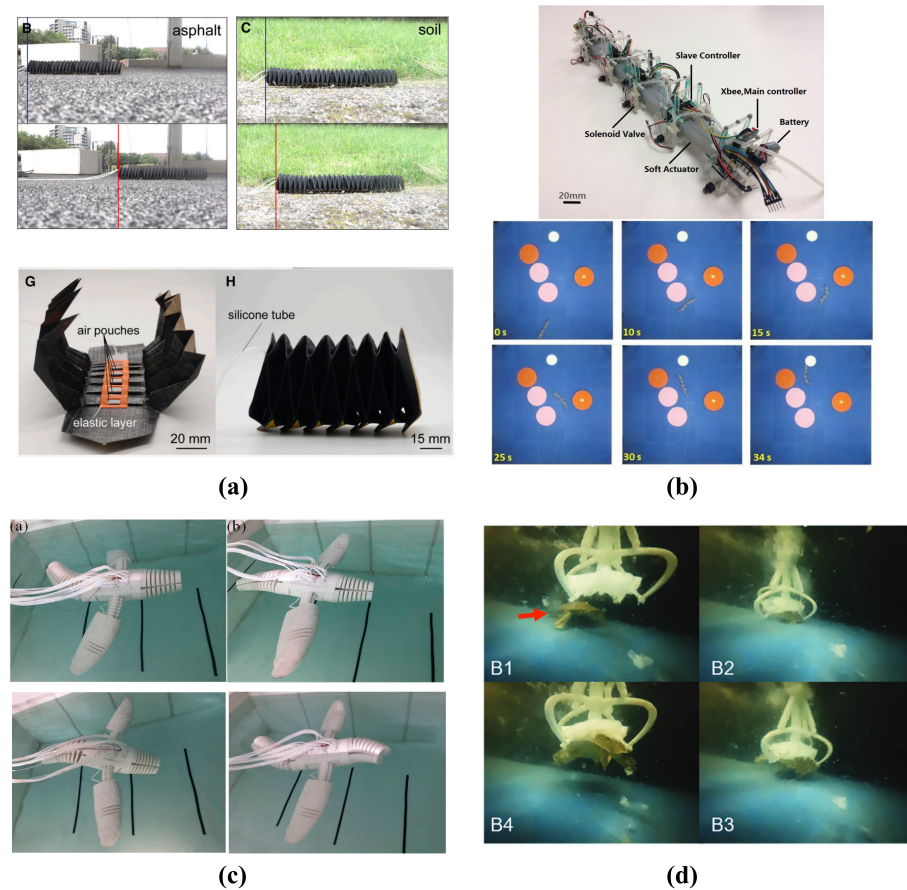 B
asphalt
C
soil
G
air pouches
elastic layer
20 mm
H
silicone tube
15 mm
(a)
Slave Controller
Xbee,Main controller
Battery
Solenoid Valve
Soft Actuator
20mm
0 s
10 s
15 s
25 s
30 s
34 s
(b)
(a)
(b)
(c)
B1
B2
B4
B3
(d)